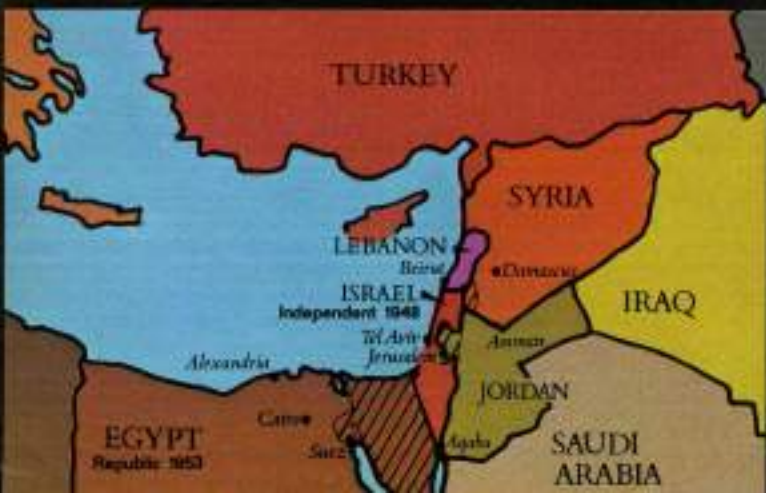 TURKEY
SYRIA
LEBANON
Beirut
Damascus
ISRAEL
Independent 1948
IRAQ
Tel Aviv
Jerusalem
Amman
Alexandria
JORDAN
Cairo
EGYPT
Republic 1953
Suez
Aqaba
SAUDI
ARABIA